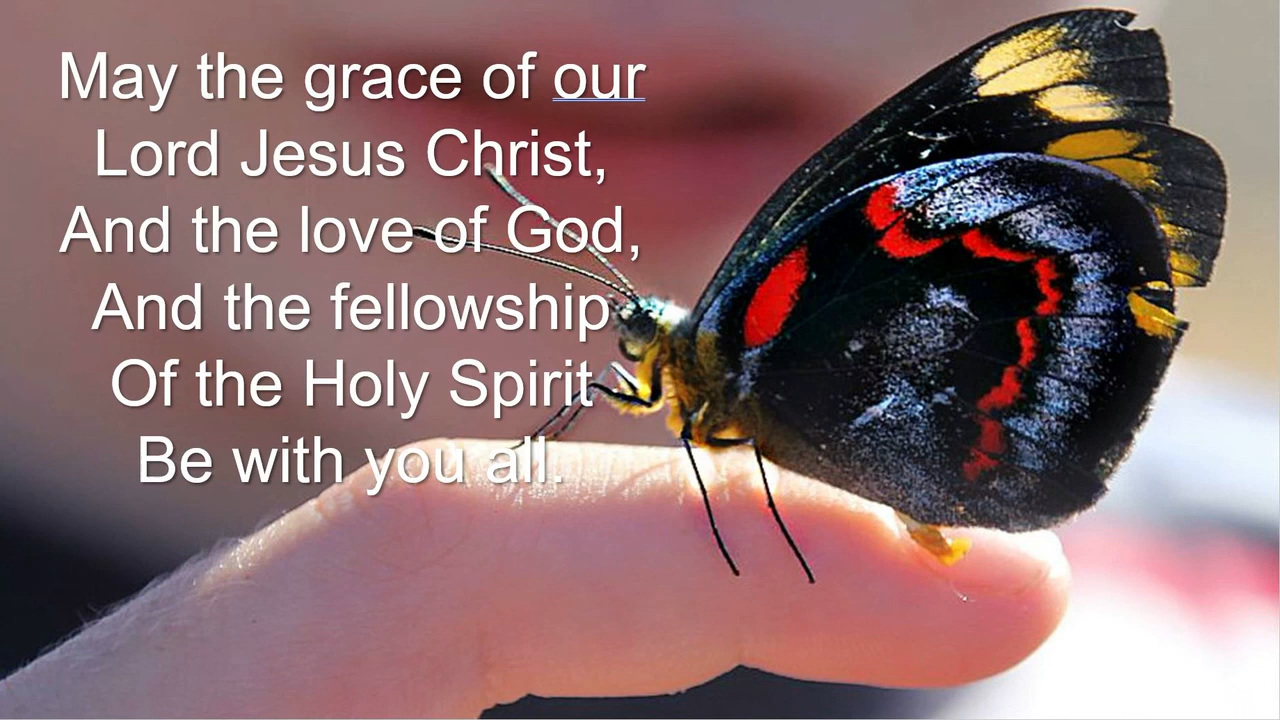 May the grace of our
Lord Jesus Christ,
And the love of God,
And the fellowship
Of the Holy Spirit
Be with you all.